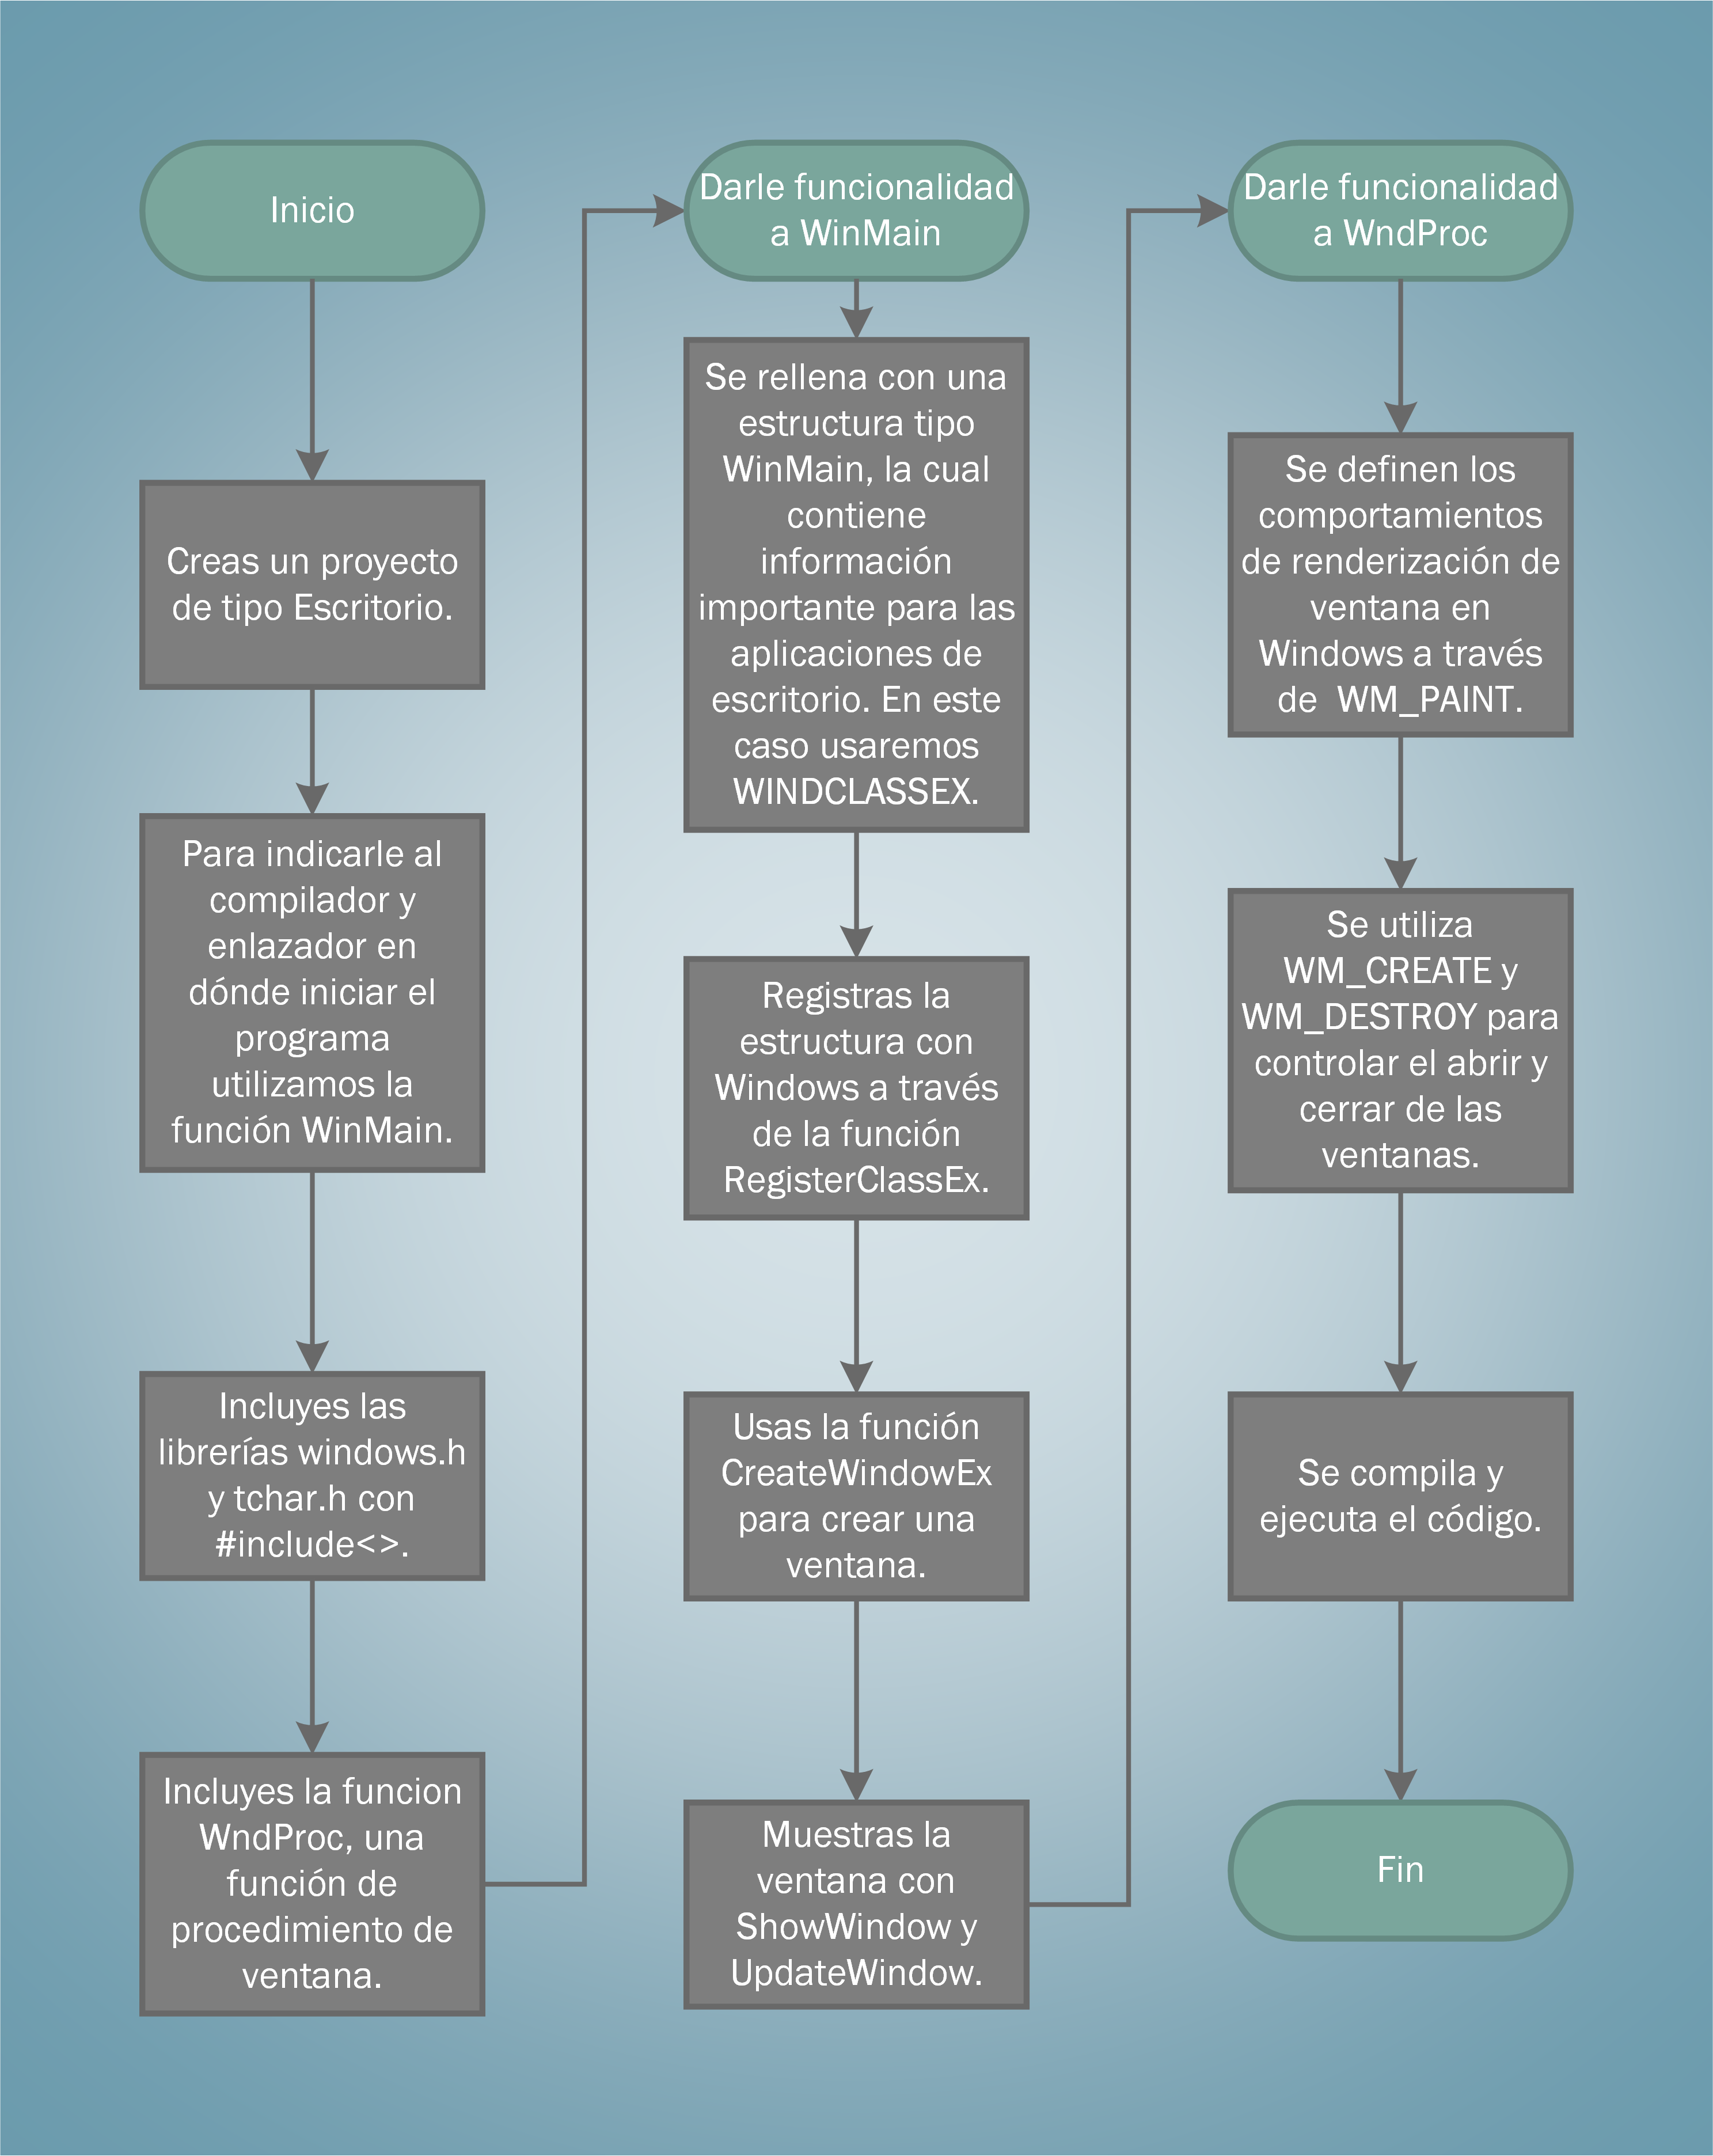 Inicio
Creas un proyecto
de tipo Escritorio.
Para indicarle al
compilador y
enlazador en
dónde iniciar el
programa
utilizamos la
función WinMain.
Incluyes las
librerías windows.h
y tchar.h con
#include<>.
Incluyes la funcion
WndProc, una
función de
procedimiento de
ventana.
Darle funcionalidad
a WinMain
Se rellena con una
estructura tipo
WinMain, la cual
contiene
información
importante para las
aplicaciones de
escritorio. En este
caso usaremos
WINDCLASSEX.
Registras la
estructura con
Windows a través
de la función
RegisterClassEx.
Usas la función
CreateWindowEx
para crear una
ventana.
Muestras la
ventana con
ShowWindow y
UpdateWindow.
Darle funcionalidad
a WndProc
Se definen los
comportamientos
de renderización de
ventana en
Windows a través
de  WM_PAINT.
Se utiliza
WM_CREATE y
WM_DESTROY para
controlar el abrir y
cerrar de las
ventanas.
Se compila y
ejecuta el código.
Fin